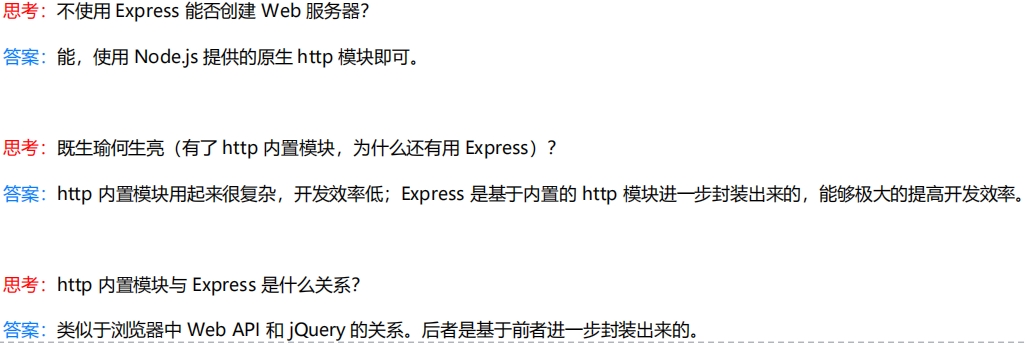 思考：不使用 Express 能否创建 Web 服务器？
答案：能，使用 Node.js 提供的原生 http 模块即可。
思考：既生瑜何生亮（有了 http 内置模块，为什么还有用 Express）？
答案：http 内置模块用起来很复杂，开发效率低；Express 是基于内置的 http 模块进一步封装出来的，能够极大的提高开发效率。
思考：http 内置模块与 Express 是什么关系？
答案：类似于浏览器中 Web API 和 jQuery 的关系。后者是基于前者进一步封装出来的。